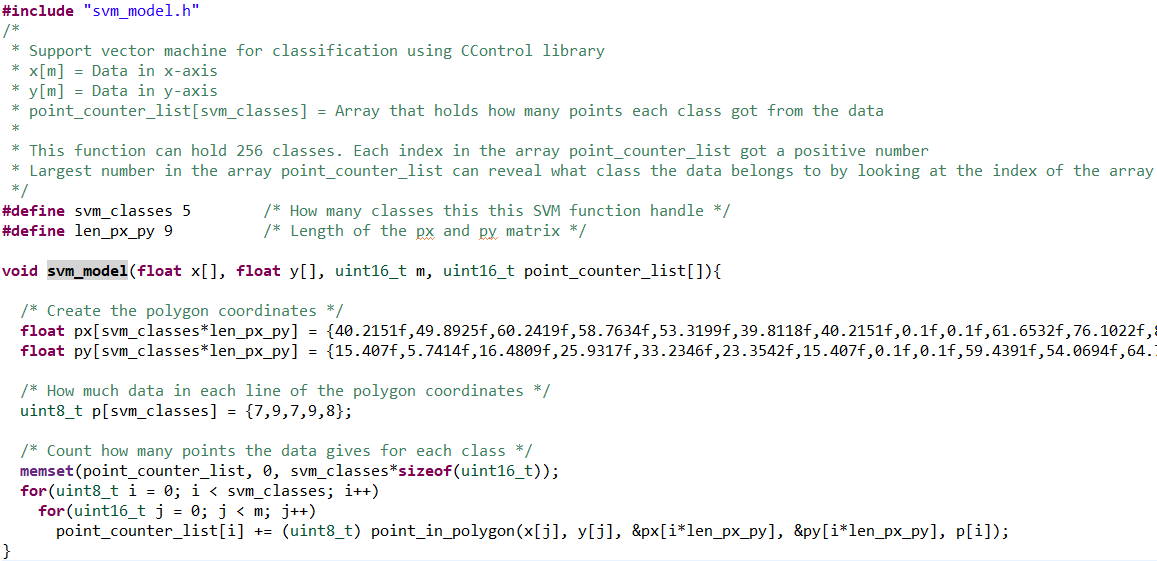 #include "svm_model.h"
/*
 * Support vector machine for classification using CControl library
 * x[m] = Data in x-axis
 * y[m] = Data in y-axis
 * point_counter_list[svm_classes] = Array that holds how many points each class got from the data
 *
 * This function can hold 256 classes. Each index in the array point_counter_list got a positive number
 * Largest number in the array point_counter_list can reveal what class the data belongs to by looking at the index of the array
 */
#define svm_classes 5        /* How many classes this this SVM function handle */
#define len_px_py 9          /* Length of the px and py matrix */

void svm_model(float x[], float y[], uint16_t m, uint16_t point_counter_list[]){

  /* Create the polygon coordinates */
  float px[svm_classes*len_px_py] = {40.2151f,49.8925f,60.2419f,58.7634f,53.3199f,39.8118f,40.2151f,0.1f,0.1f,61.6532f,76.1022f,
  float py[svm_classes*len_px_py] = {15.407f,5.7414f,16.4809f,25.9317f,33.2346f,23.3542f,15.407f,0.1f,0.1f,59.4391f,54.0694f,64.

  /* How much data in each line of the polygon coordinates */
  uint8_t p[svm_classes] = {7,9,7,9,8};

  /* Count how many points the data gives for each class */
  memset(point_counter_list, 0, svm_classes*sizeof(uint16_t));
  for(uint8_t i = 0; i < svm_classes; i++)
    for(uint16_t j = 0; j < m; j++)
      point_counter_list[i] += (uint8_t) point_in_polygon(x[j], y[j], &px[i*len_px_py], &py[i*len_px_py], p[i]);
}